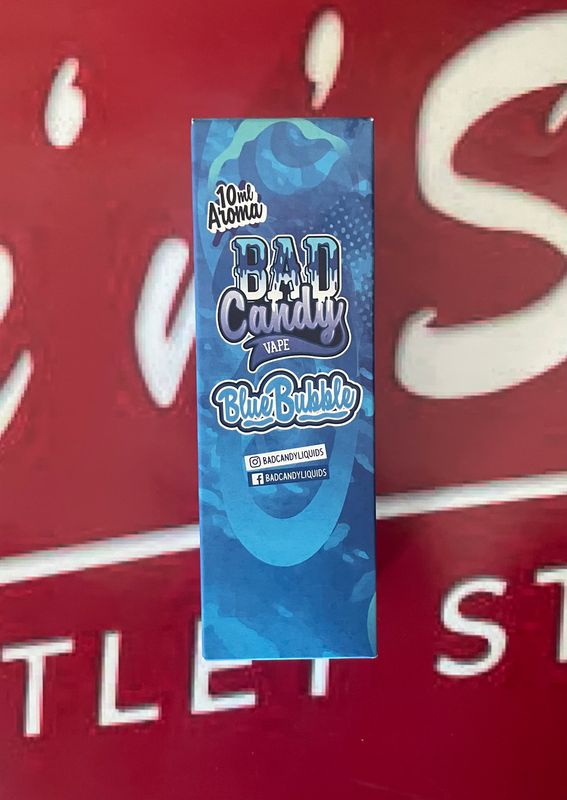 10ml
Aroma
BAD
Candy
VAPE
Blue Bubble
BADCANDYLIQUIDS
BADCANDYLIQUIDS
TLET ST